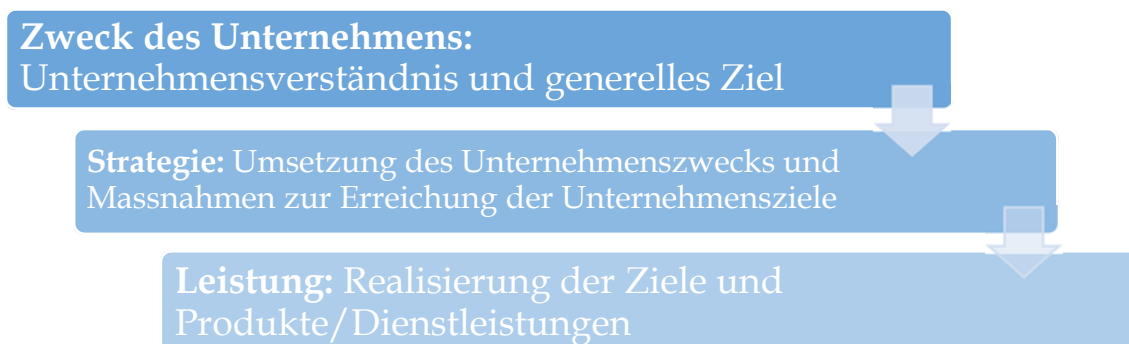 Zweck des Unternehmens:
Unternehmensverständnis und generelles Ziel
Strategie: Umsetzung des Unternehmenszwecks und
Massnahmen zur Erreichung der Unternehmensziele
Leistung: Realisierung der Ziele und
Produkte/Dienstleistungen